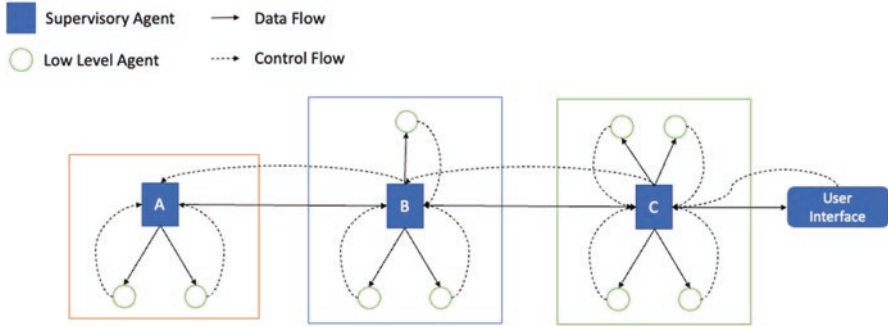 Supervisory Agent
Data Flow
Low Level Agent
Control Flow
A
B
C
User
Interface